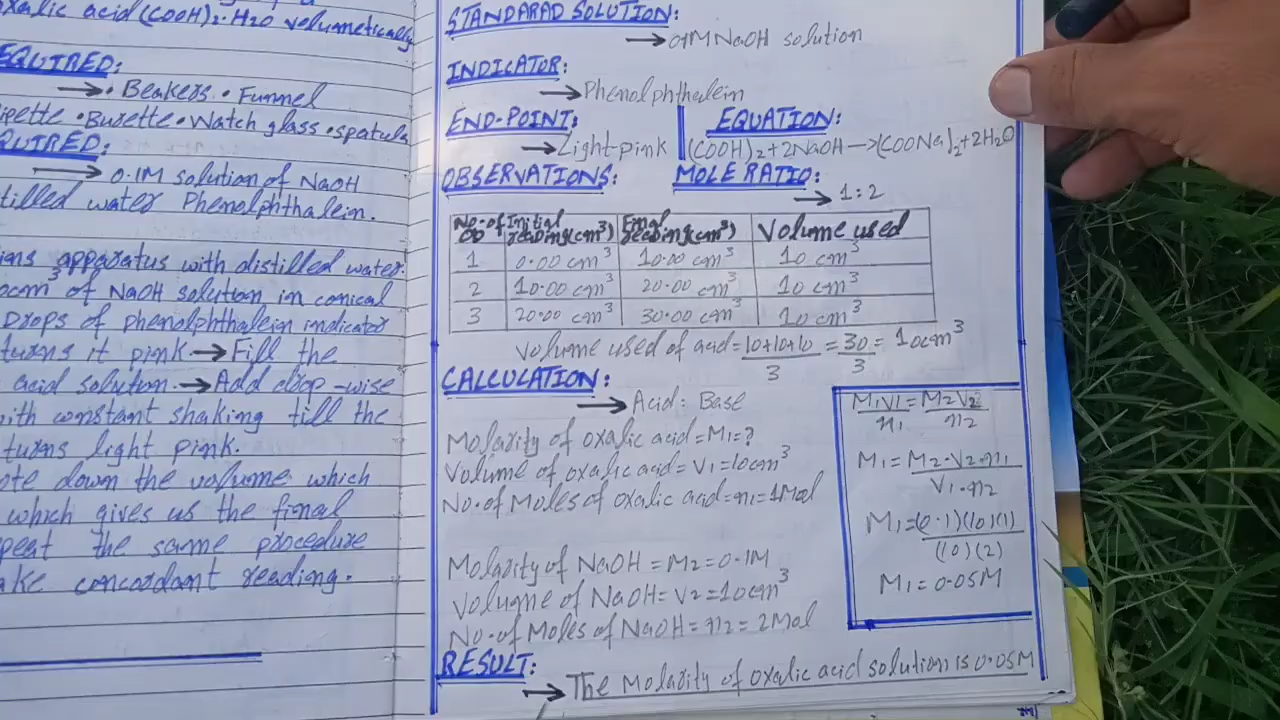 oxalic acid (COOH)2.H2O volumetrically
EQUIRED:
→ • Beakers • Funnel
ipette • Burette • Watch glass • spatula
QUIRED:
→ 0.1M solution of NaOH
tilled water Phenolphthalein.
apparatus with distilled water.
0cm³ of NaOH solution in conical
Drops of phenolphthalein indicator
turns it pink → Fill the
acid solution. → Add drop-wise
ith constant shaking till the
turns light pink.
ote down the volume which
which gives us the final
peat the same procedure
ake concordant reading.
STANDARAD SOLUTION:
→ 0.1M NaOH solution
INDICATOR:
→ Phenolphthalein
END-POINT:
→ Light pink
EQUATION:
(COOH)2 + 2NaOH → (COONa)2 + 2H2O
OBSERVATIONS:
MOLE RATIO:
→ 1:2
No. of Initial reading(cm³) Final reading(cm³) Volume used
1 0.00 cm³ 10.00 cm³ 10 cm³
2 10.00 cm³ 20.00 cm³ 10 cm³
3 20.00 cm³ 30.00 cm³ 10 cm³
Volume used of acid = 10+10+10/3 = 30/3 = 10cm³
CALCULATION:
→ Acid : Base
Molarity of oxalic acid = M1 = ?
Volume of oxalic acid = V1 = 10cm³
No. of Moles of oxalic acid = n1 = 1Mol
Molarity of NaOH = M2 = 0.1M
Volume of NaOH = V2 = 10cm³
No. of Moles of NaOH = n2 = 2Mol
M1V1/n1 = M2V2/n2
M1 = M2.V2.n1/V1.n2
M1 = (0.1)(10)(1)/(10)(2)
M1 = 0.05M
RESULT:
→ The Molarity of oxalic acid solution is 0.05M